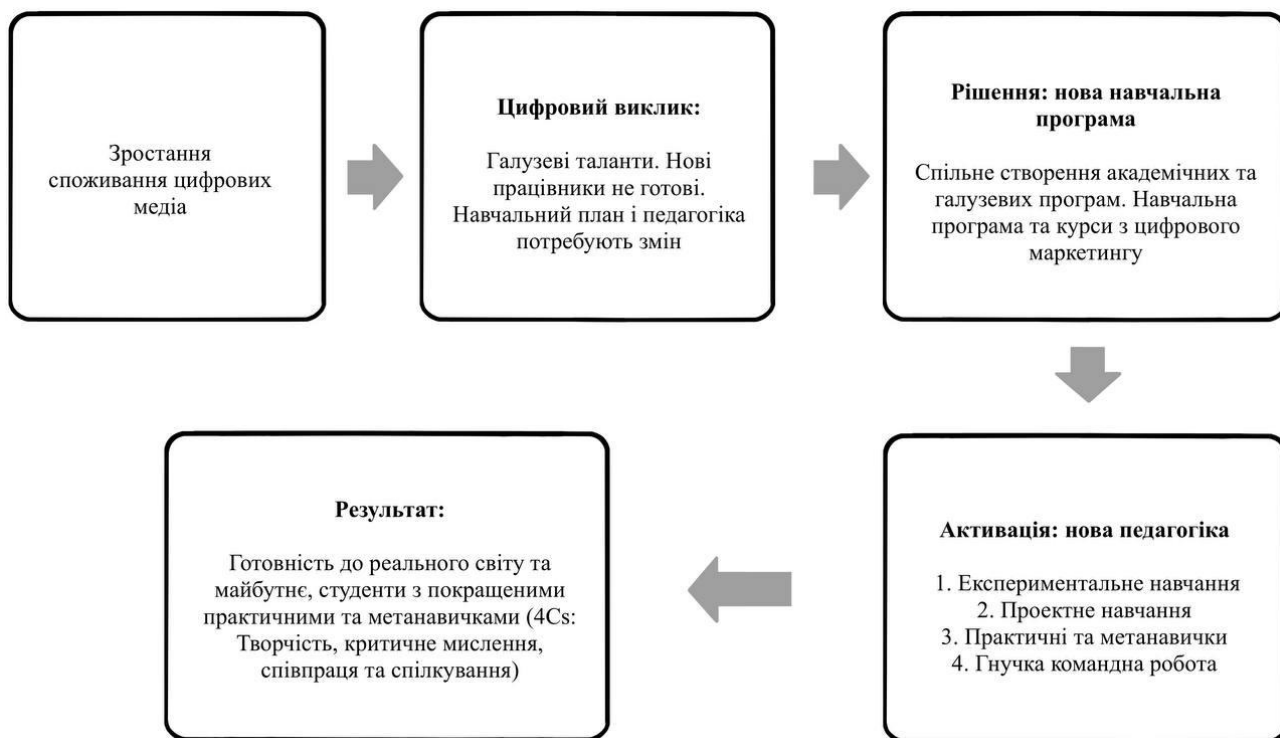 Зростання
споживання цифрових
медіа
Цифровий виклик:
Галузеві таланти. Нові
працівники не готові.
Навчальний план і педагогіка
потребують змін
Рішення: нова навчальна
програма
Спільне створення академічних та
галузевих програм. Навчальна
програма та курси з цифрового
маркетингу
Активація: нова педагогіка
1. Експериментальне навчання
2. Проектне навчання
3. Практичні та метанавички
4. Гнучка командна робота
Результат:
Готовність до реального світу та
майбутнє, студенти з покращеними
практичними та метанавичками (4Cs:
Творчість, критичне мислення,
співпраця та спілкування)